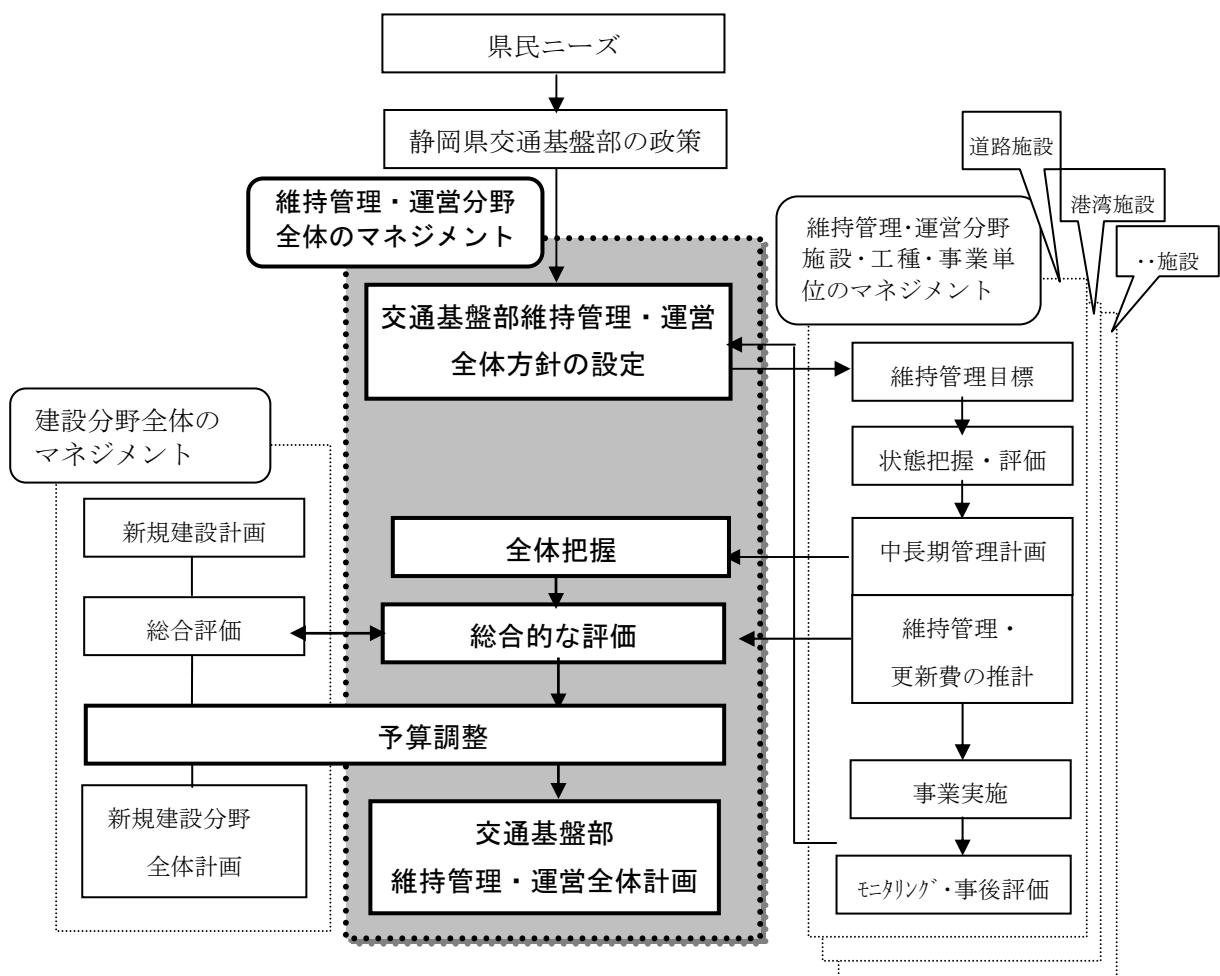 県民ニーズ
静岡県交通基盤部の政策
維持管理・運営分野
全体のマネジメント
交通基盤部維持管理・運営
全体方針の設定
全体把握
総合的な評価
予算調整
交通基盤部
維持管理・運営全体計画
建設分野全体の
マネジメント
新規建設計画
総合評価
新規建設分野
全体計画
道路施設
港湾施設
・・施設
維持管理・運営分野
施設・工種・事業単
位のマネジメント
維持管理目標
状態把握・評価
中長期管理計画
維持管理・
更新費の推計
事業実施
ﾓﾆﾀﾘﾝｸﾞ・事後評価